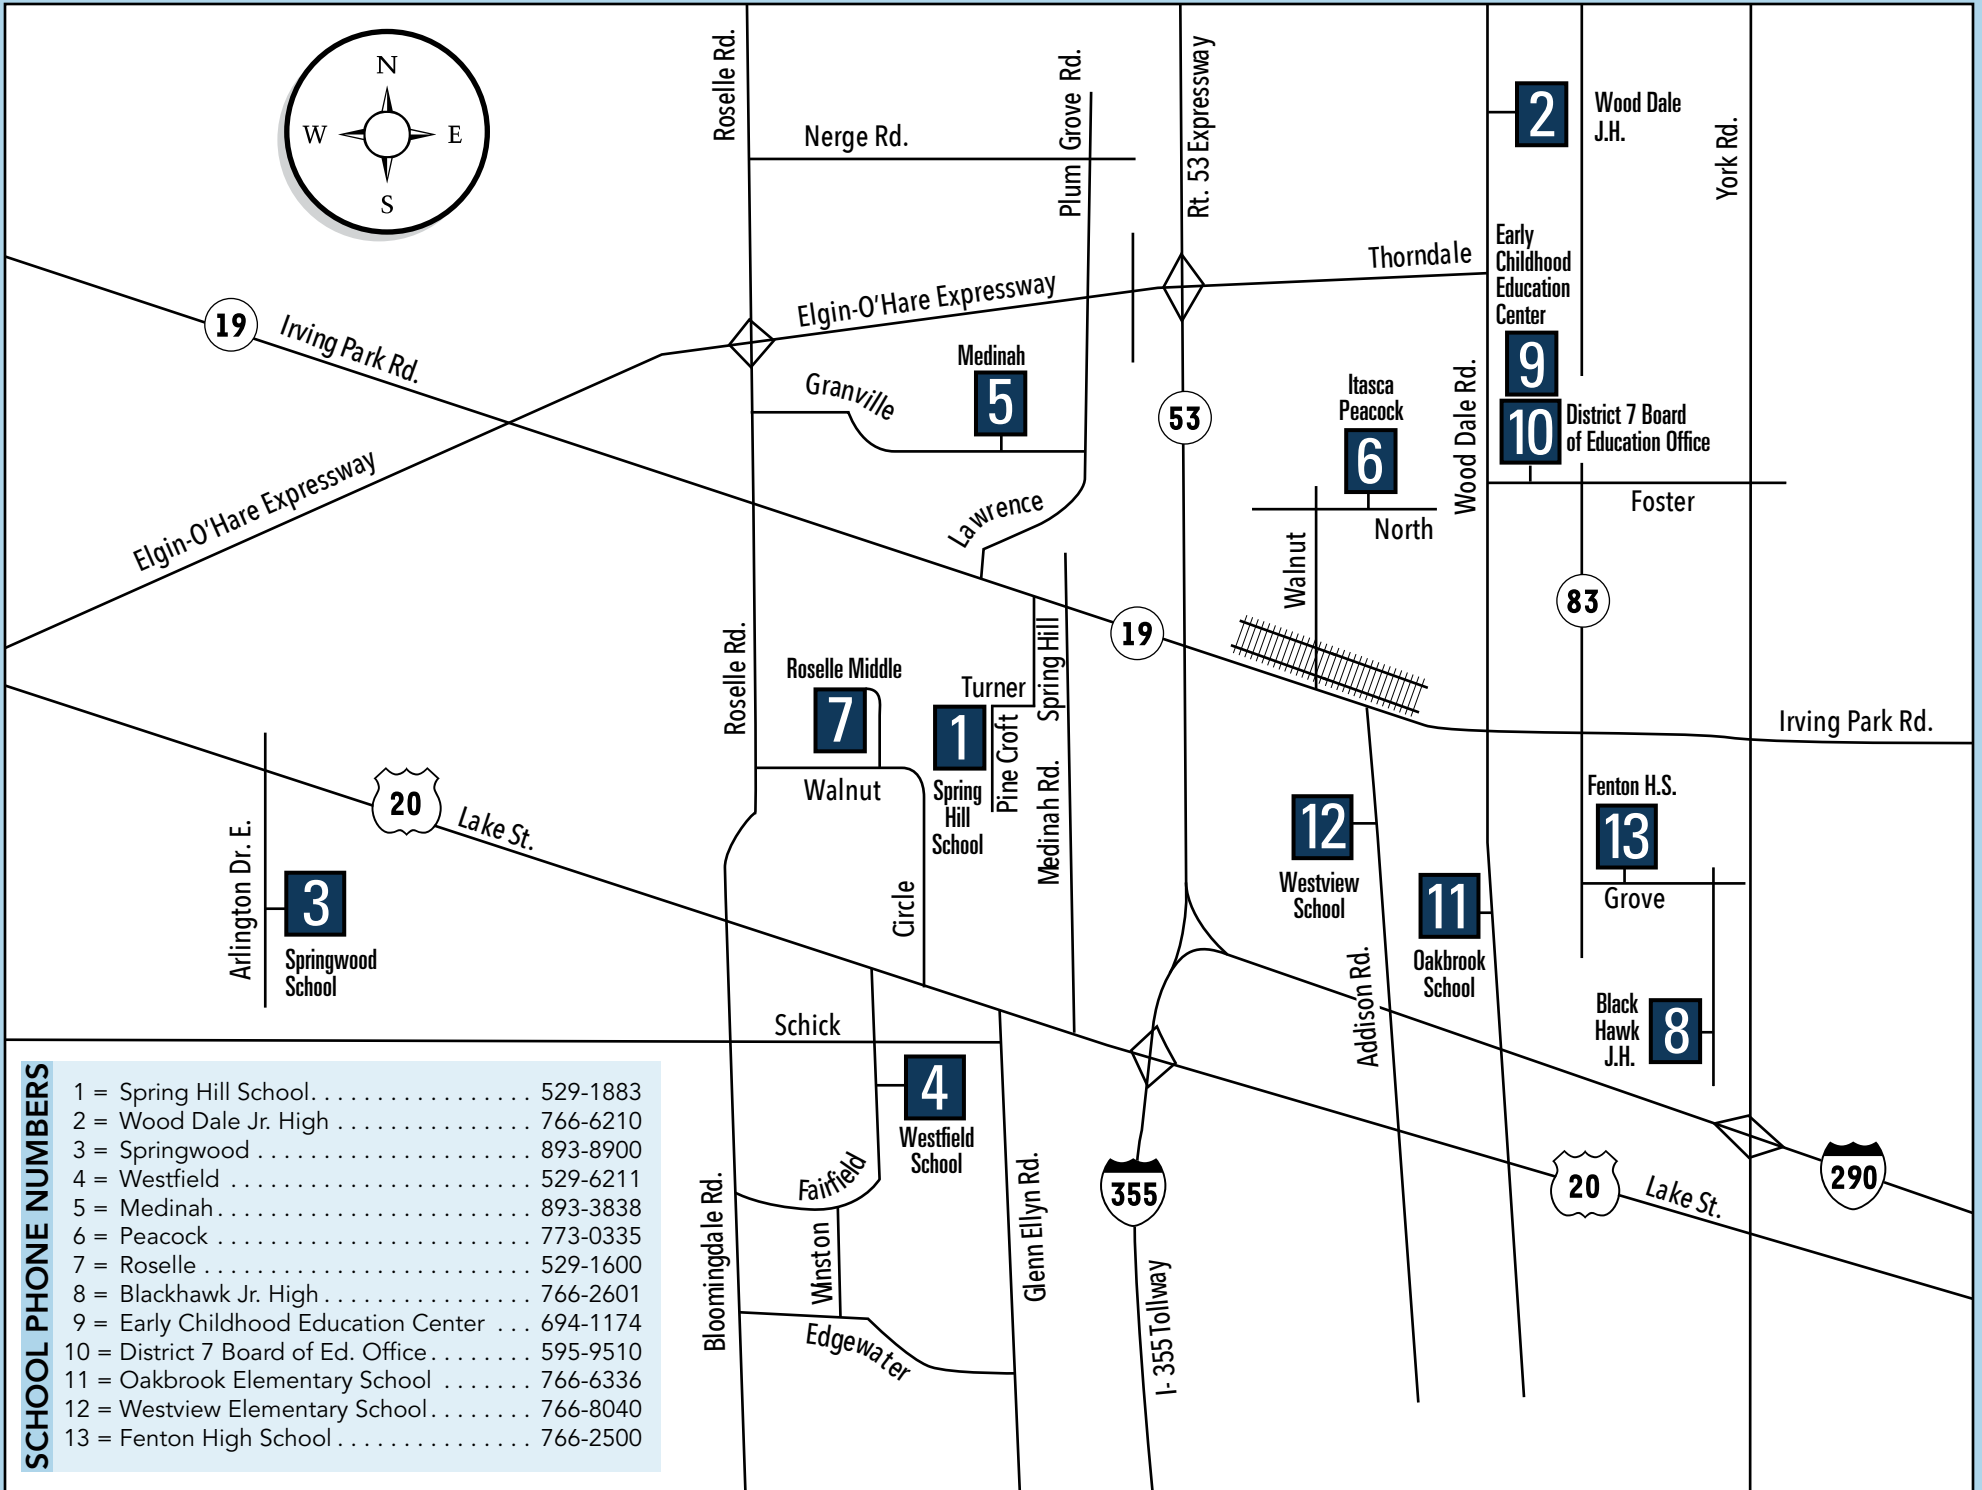 N
W E
S
Roselle Rd.
Nerge Rd.
Plum Grove Rd.
Rt. 53 Expressway
2
Wood Dale
J.H.
York Rd.
19
Irving Park Rd.
Elgin-O'Hare Expressway
Thorndale
Early
Childhood
Education
Center
9
10
District 7 Board
of Education Office
Medinah
5
Granville
53
Itasca
Peacock
6
Wood Dale Rd.
Foster
North
Walnut
Lawrence
Elgin-O'Hare Expressway
83
19
Roselle Rd.
Roselle Middle
7
Walnut
Turner
Spring Hill
1
Pine Croft
Spring
Hill
School
Medinah Rd.
Circle
Irving Park Rd.
20
Lake St.
Arlington Dr. E.
3
Springwood
School
12
Westview
School
11
Oakbrook
School
Addison Rd.
Fenton H.S.
13
Grove
Black
Hawk
J.H.
8
Schick
4
Westfield
School
Fairfield
Winston
Edgewater
Bloomingdale Rd.
Glenn Ellyn Rd.
355
I- 355 Tollway
20
Lake St.
290
SCHOOL PHONE NUMBERS
1 = Spring Hill School. . . . . . . . . . . . . . . . . 529-1883
2 = Wood Dale Jr. High . . . . . . . . . . . . . . . 766-6210
3 = Springwood . . . . . . . . . . . . . . . . . . . . . 893-8900
4 = Westfield . . . . . . . . . . . . . . . . . . . . . . . 529-6211
5 = Medinah . . . . . . . . . . . . . . . . . . . . . . . . 893-3838
6 = Peacock . . . . . . . . . . . . . . . . . . . . . . . . 773-0335
7 = Roselle . . . . . . . . . . . . . . . . . . . . . . . . . 529-1600
8 = Blackhawk Jr. High . . . . . . . . . . . . . . . . 766-2601
9 = Early Childhood Education Center . . . 694-1174
10 = District 7 Board of Ed. Office . . . . . . . . 595-9510
11 = Oakbrook Elementary School . . . . . . . 766-6336
12 = Westview Elementary School . . . . . . . . 766-8040
13 = Fenton High School . . . . . . . . . . . . . . . 766-2500